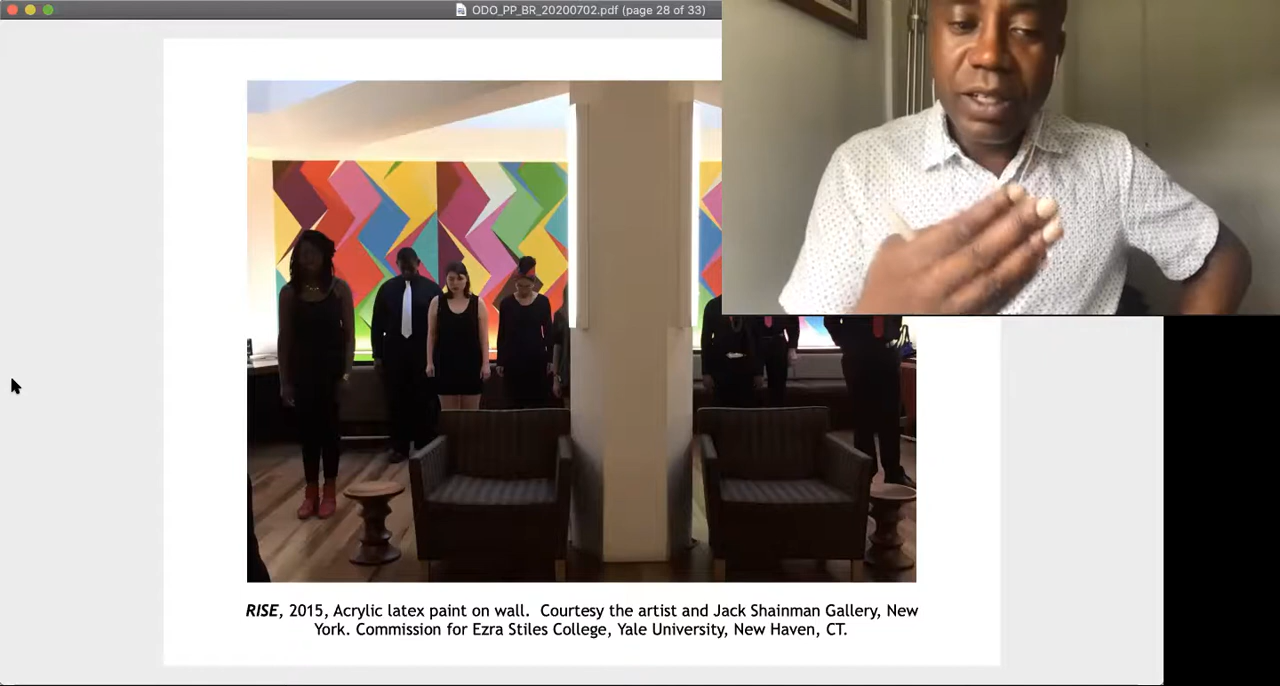 ODO_PP_BR_20200702.pdf (page 28 of 33)
RISE, 2015, Acrylic latex paint on wall. Courtesy the artist and Jack Shainman Gallery, New
York. Commission for Ezra Stiles College, Yale University, New Haven, CT.